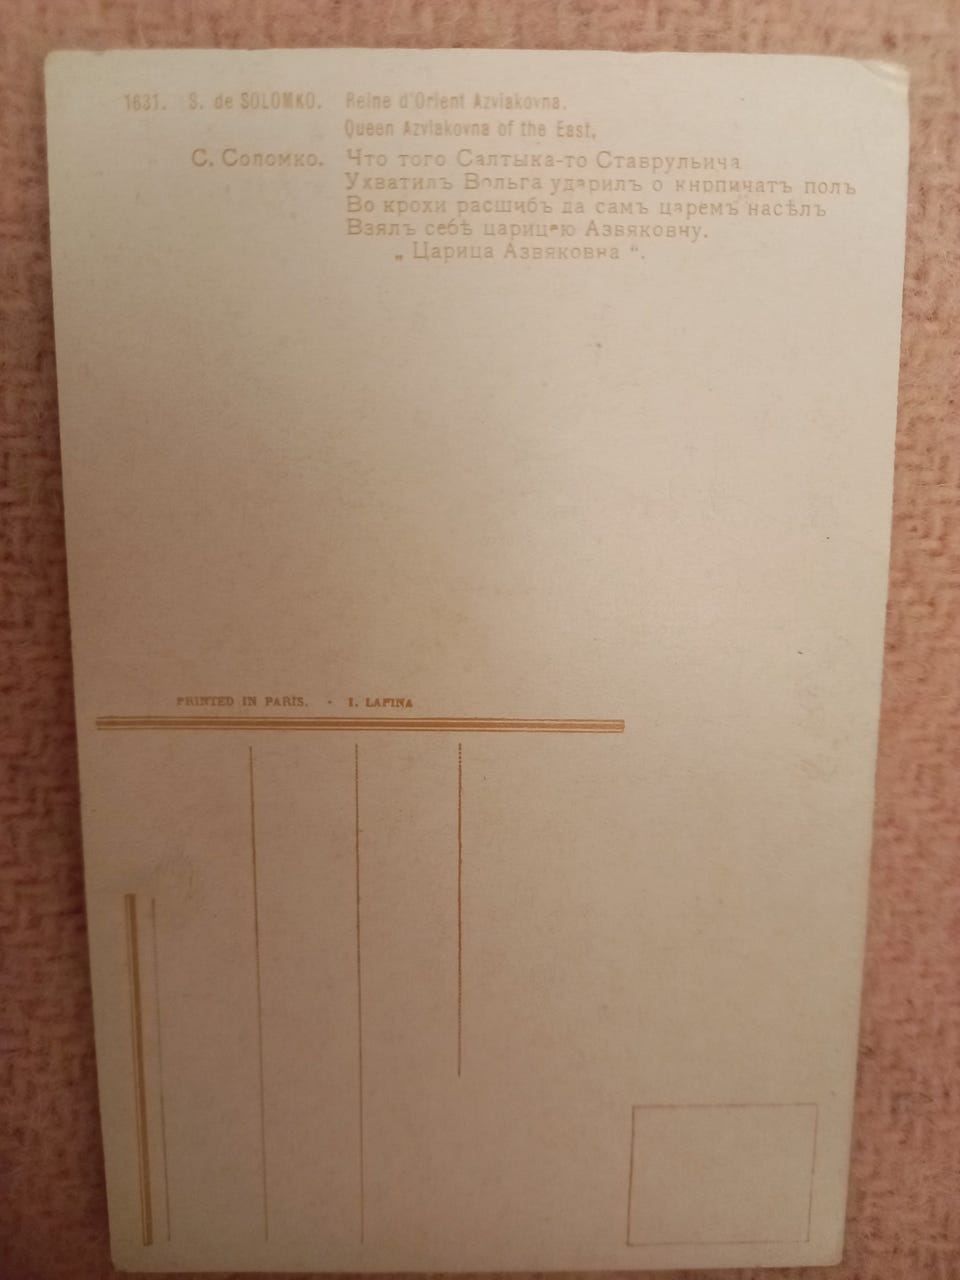 1631. S. de SOLOMKO. Reine d'Orient Azviakovna.
Queen Azviakovna of the East,
С. Соломко. Что того Салтыка-то Ставрульича
Ухватилъ Вольга ударилъ о кирпичатъ полъ
Во крохи расшибъ да самъ царемъ насѣлъ
Взялъ себѣ царицею Азвяковну.
„ Царица Азвяковна “.
PRINTED IN PARIS. - I. LAPINA